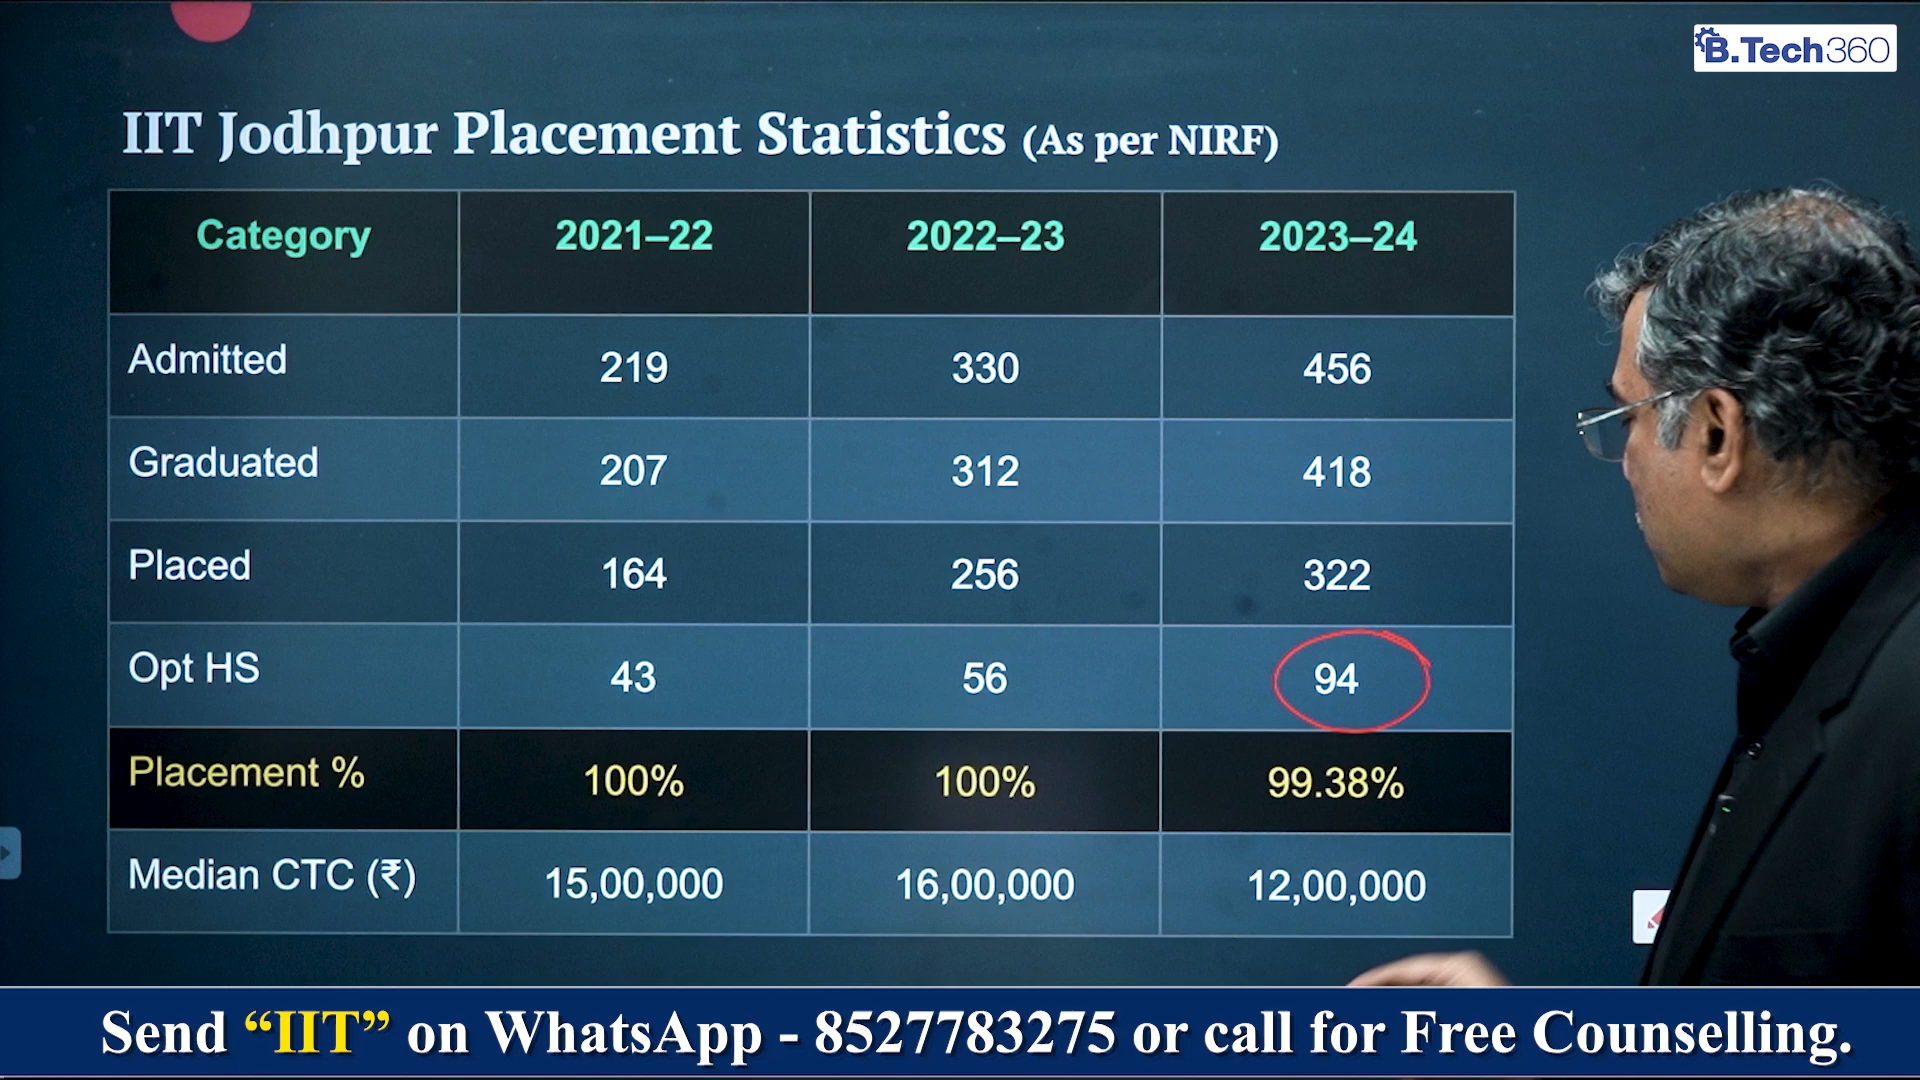 B.Tech360
IIT Jodhpur Placement Statistics (As per NIRF)
Category 2021–22 2022–23 2023–24
Admitted 219 330 456
Graduated 207 312 418
Placed 164 256 322
Opt HS 43 56 94
Placement % 100% 100% 99.38%
Median CTC (₹) 15,00,000 16,00,000 12,00,000
Send “IIT” on WhatsApp - 8527783275 or call for Free Counselling.